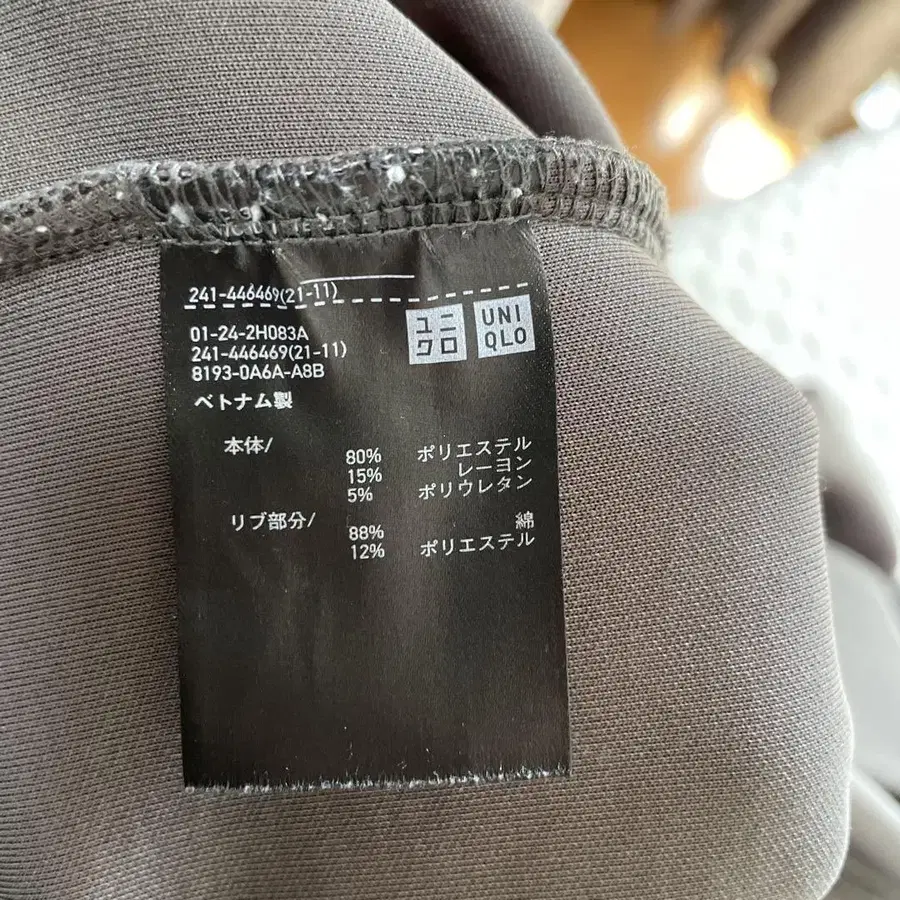 241-446469(21-11)
ユニクロ
UNIQLO
01-24-2H083A
241-446469(21-11)
8193-0A6A-A8B
ベトナム製
本体/
80% ポリエステル
15% レーヨン
5% ポリウレタン
リブ部分/
88% 綿
12% ポリエステル